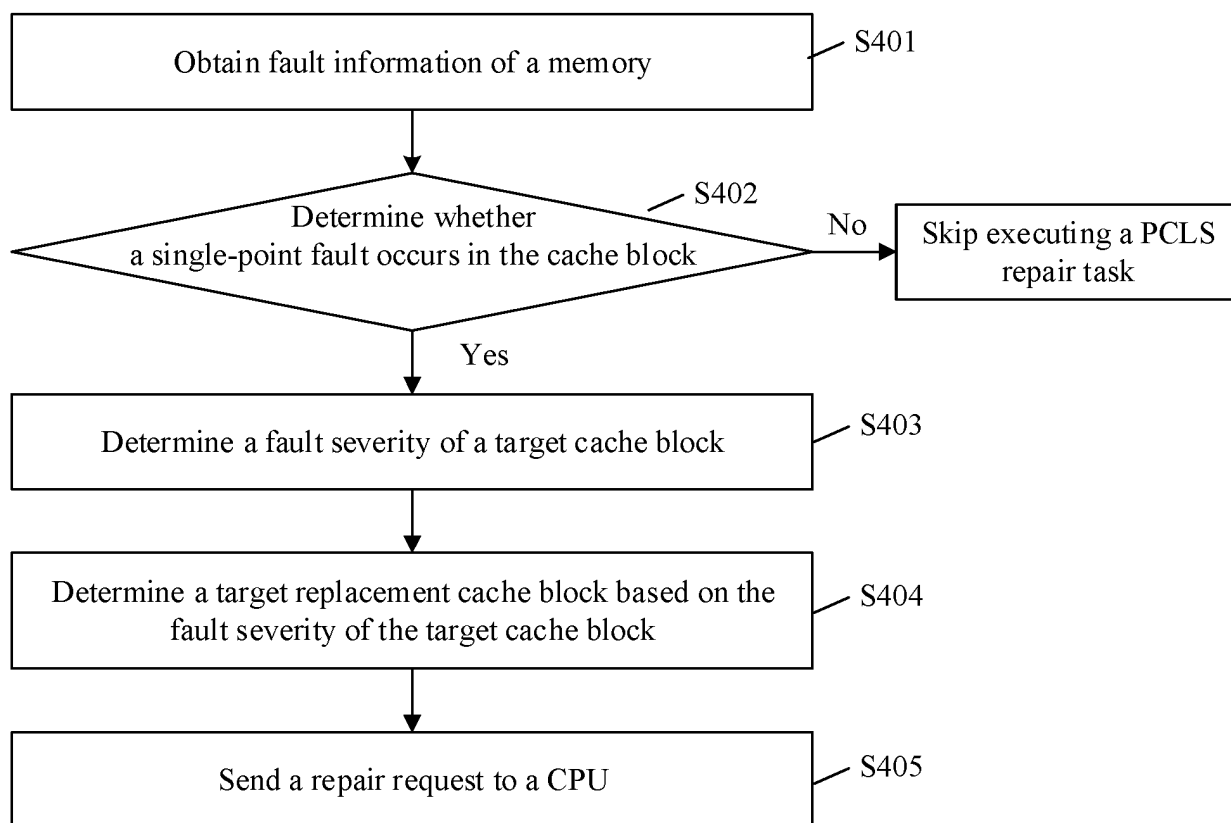 Obtain fault information of a memory
S401
Determine whether
a single-point fault occurs in the cache block
S402
No
Skip executing a PCLS
repair task
Yes
Determine a fault severity of a target cache block
S403
Determine a target replacement cache block based on the
fault severity of the target cache block
S404
Send a repair request to a CPU
S405